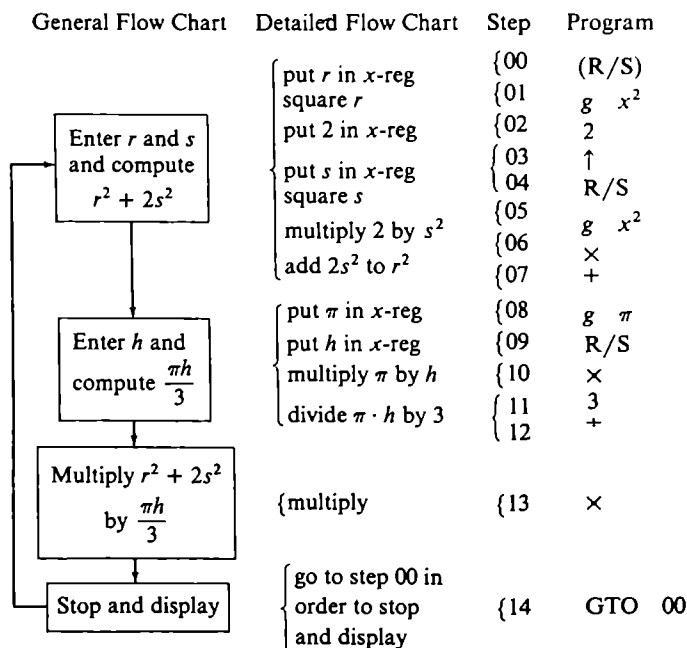 General Flow Chart Detailed Flow Chart Step Program
Enter r and s
and compute
r² + 2s²
Enter h and
compute πh/3
Multiply r² + 2s²
by πh/3
Stop and display
put r in x-reg
square r
put 2 in x-reg
put s in x-reg
square s
multiply 2 by s²
add 2s² to r²
put π in x-reg
put h in x-reg
multiply π by h
divide π · h by 3
multiply
go to step 00 in
order to stop
and display
00 (R/S)
01 g x²
02 2
03 ↑
04 R/S
05 g x²
06 ×
07 +
08 g π
09 R/S
10 ×
11 3
12 +
13 ×
14 GTO 00